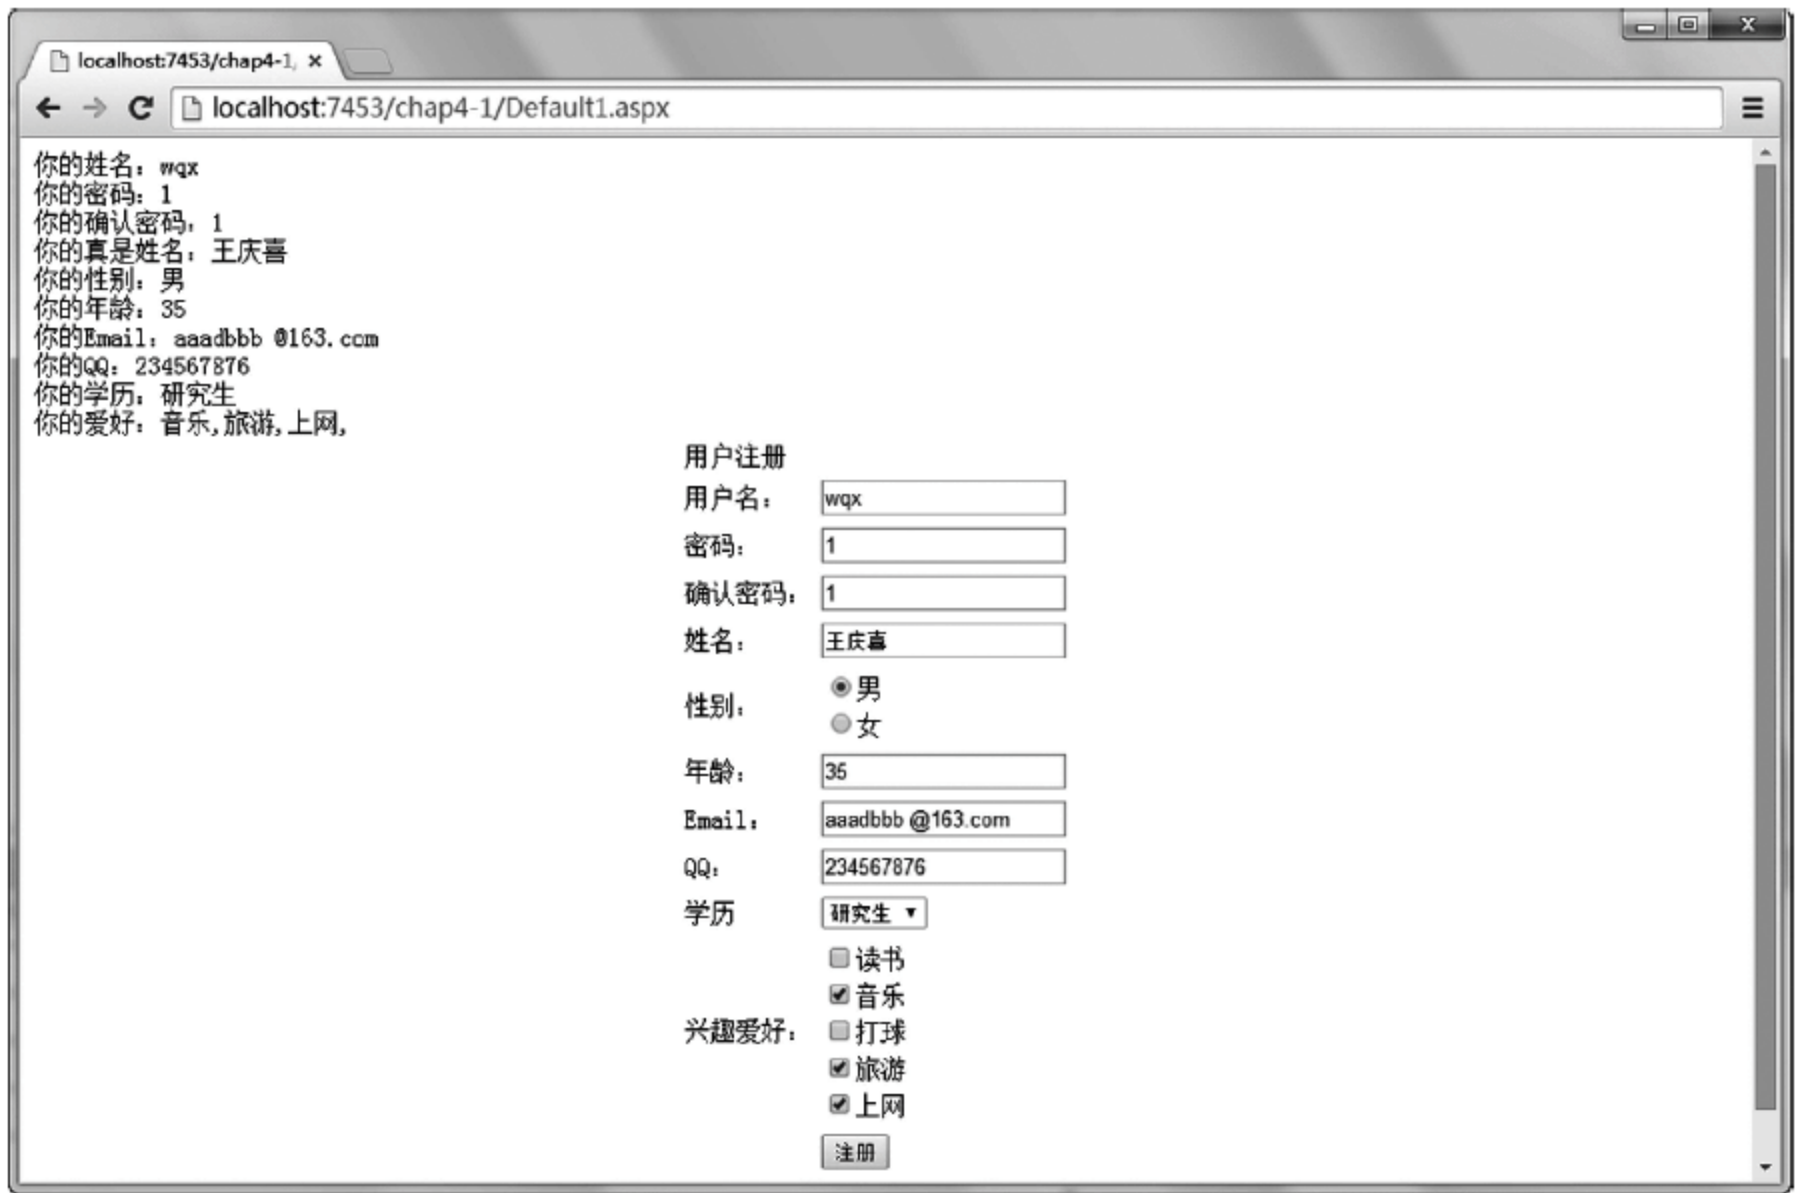 localhost:7453/chap4-1,
localhost:7453/chap4-1/Default1.aspx
你的姓名：wqx
你的密码：1
你的确认密码：1
你的真是姓名：王庆喜
你的性别：男
你的年龄：35
你的Email：aaadbbb @163.com
你的QQ：234567876
你的学历：研究生
你的爱好：音乐,旅游,上网,
用户注册
用户名： wqx
密码： 1
确认密码： 1
姓名： 王庆喜
性别： 男
女
年龄： 35
Email： aaadbbb @163.com
QQ： 234567876
学历 研究生
读书
音乐
兴趣爱好： 打球
旅游
上网
注册